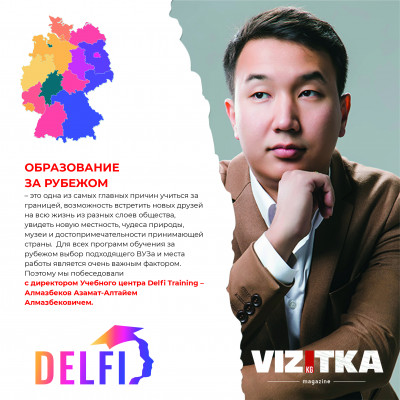 ОБРАЗОВАНИЕ
ЗА РУБЕЖОМ
– это одна из самых главных причин учиться за
границей, возможность встретить новых друзей
на всю жизнь из разных слоев общества,
увидеть новую местность, чудеса природы,
музеи и достопримечательности принимающей
страны. Для всех программ обучения за
рубежом выбор подходящего ВУЗа и места
работы является очень важным фактором.
Поэтому мы побеседовали
с директором Учебного центра Delfi Training –
Алмазбеков Азамат-Алтайем
Алмазбековичем.
DELFI
VIZITKA
KG
magazine